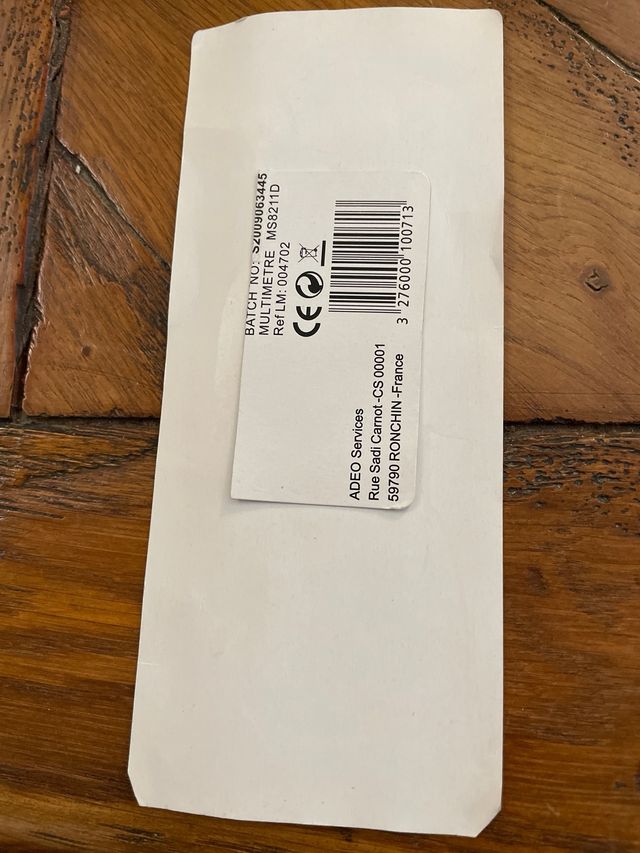 BATCH NO: S2009063445
MULTIMETRE MS8211D
Ref LM: 004702
CE
3 276000 100713
ADEO Services
Rue Sadi Carnot -CS 00001
59790 RONCHIN -France